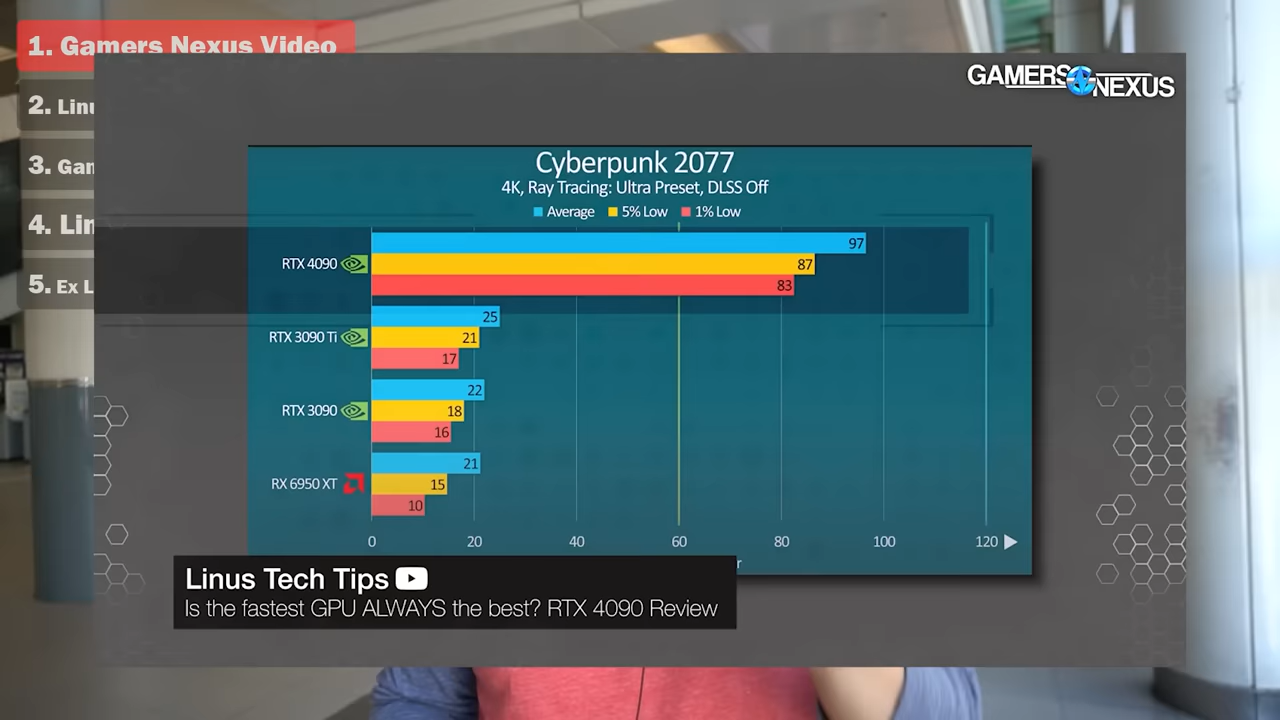 1. Gamers Nexus Video
2. Linu
3. Gam
4. Lin
5. Ex L
GAMERS NEXUS
Cyberpunk 2077
4K, Ray Tracing: Ultra Preset, DLSS Off
Average 5% Low 1% Low
RTX 4090
97
87
83
RTX 3090 Ti
25
21
17
RTX 3090
22
18
16
RX 6950 XT
21
15
10
0 20 40 60 80 100 120
r
Linus Tech Tips
Is the fastest GPU ALWAYS the best? RTX 4090 Review